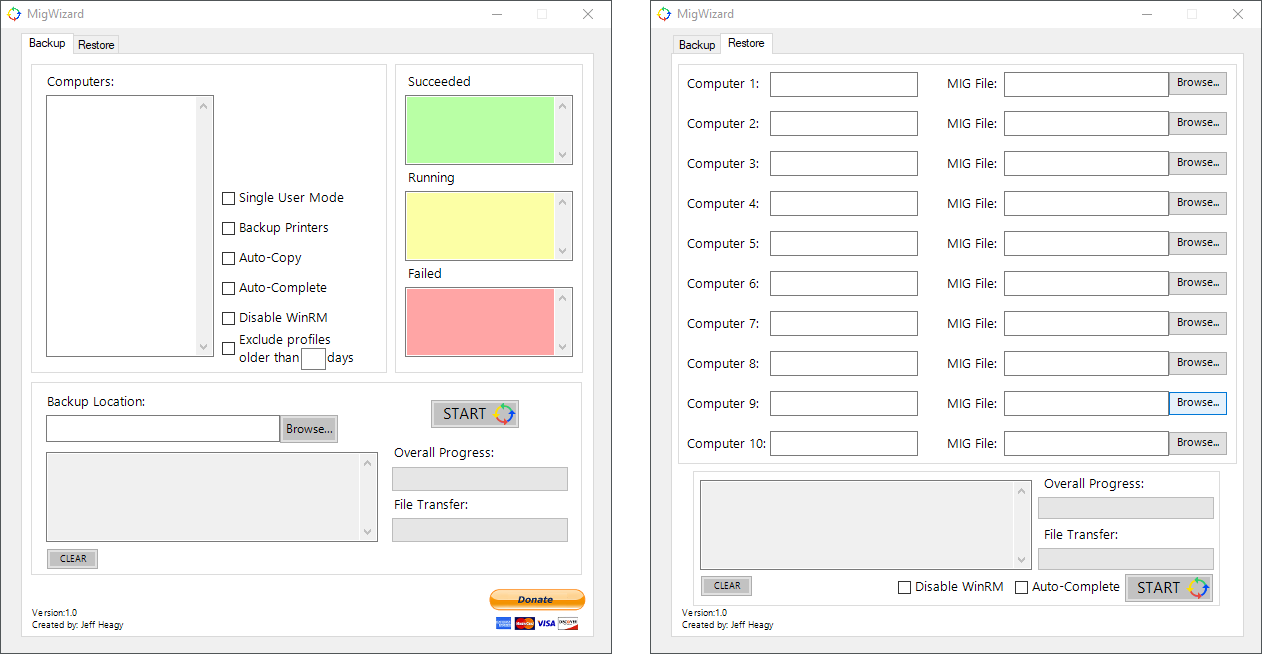 MigWizard
Backup
Restore
Computers:
Single User Mode
Backup Printers
Auto-Copy
Auto-Complete
Disable WinRM
Exclude profiles
older than days
Succeeded
Running
Failed
Backup Location:
Browse...
START
Overall Progress:
File Transfer:
CLEAR
Donate
VISA
DISCOVER
Version:1.0
Created by: Jeff Heagy
MigWizard
Backup
Restore
Computer 1: MIG File: Browse...
Computer 2: MIG File: Browse...
Computer 3: MIG File: Browse...
Computer 4: MIG File: Browse...
Computer 5: MIG File: Browse...
Computer 6: MIG File: Browse...
Computer 7: MIG File: Browse...
Computer 8: MIG File: Browse...
Computer 9: MIG File: Browse...
Computer 10: MIG File: Browse...
Overall Progress:
File Transfer:
CLEAR
Disable WinRM
Auto-Complete
START
Version:1.0
Created by: Jeff Heagy